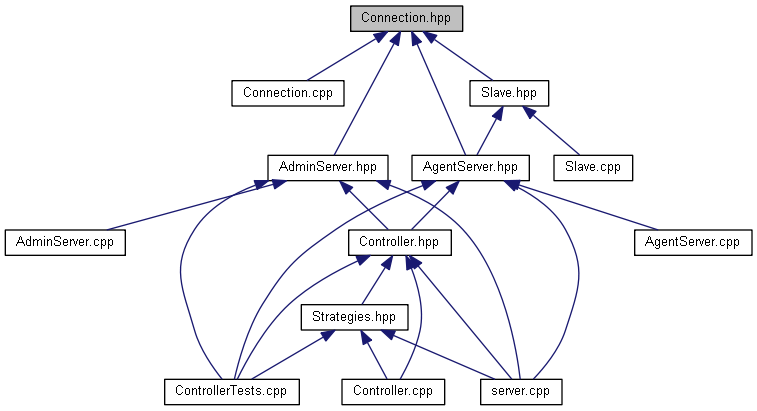 Connection.hpp
Connection.cpp
Slave.hpp
AdminServer.hpp
AgentServer.hpp
Slave.cpp
AdminServer.cpp
Controller.hpp
AgentServer.cpp
Strategies.hpp
ControllerTests.cpp
Controller.cpp
server.cpp